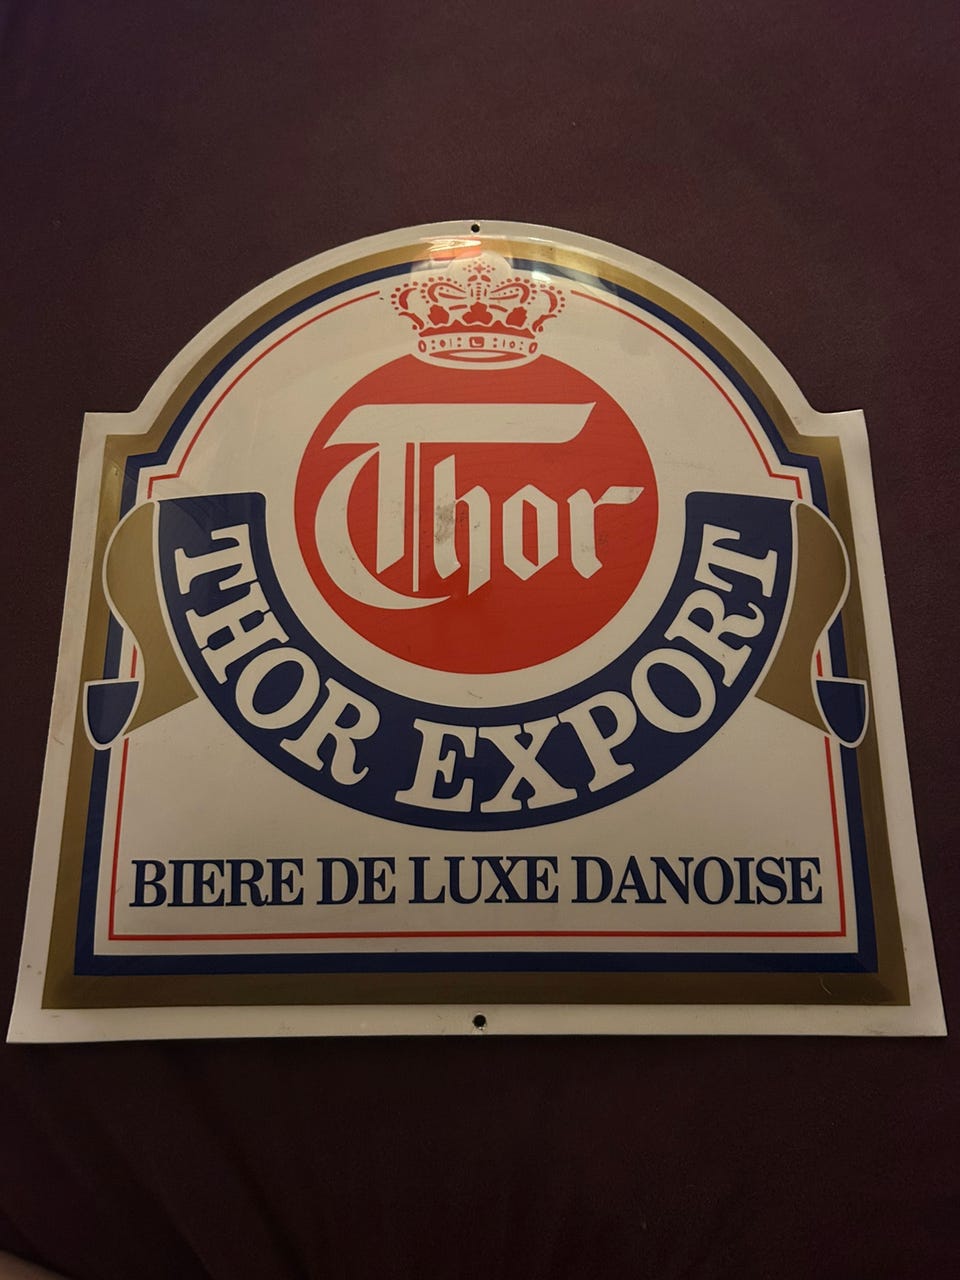 Thor
THOR EXPORT
BIERE DE LUXE DANOISE